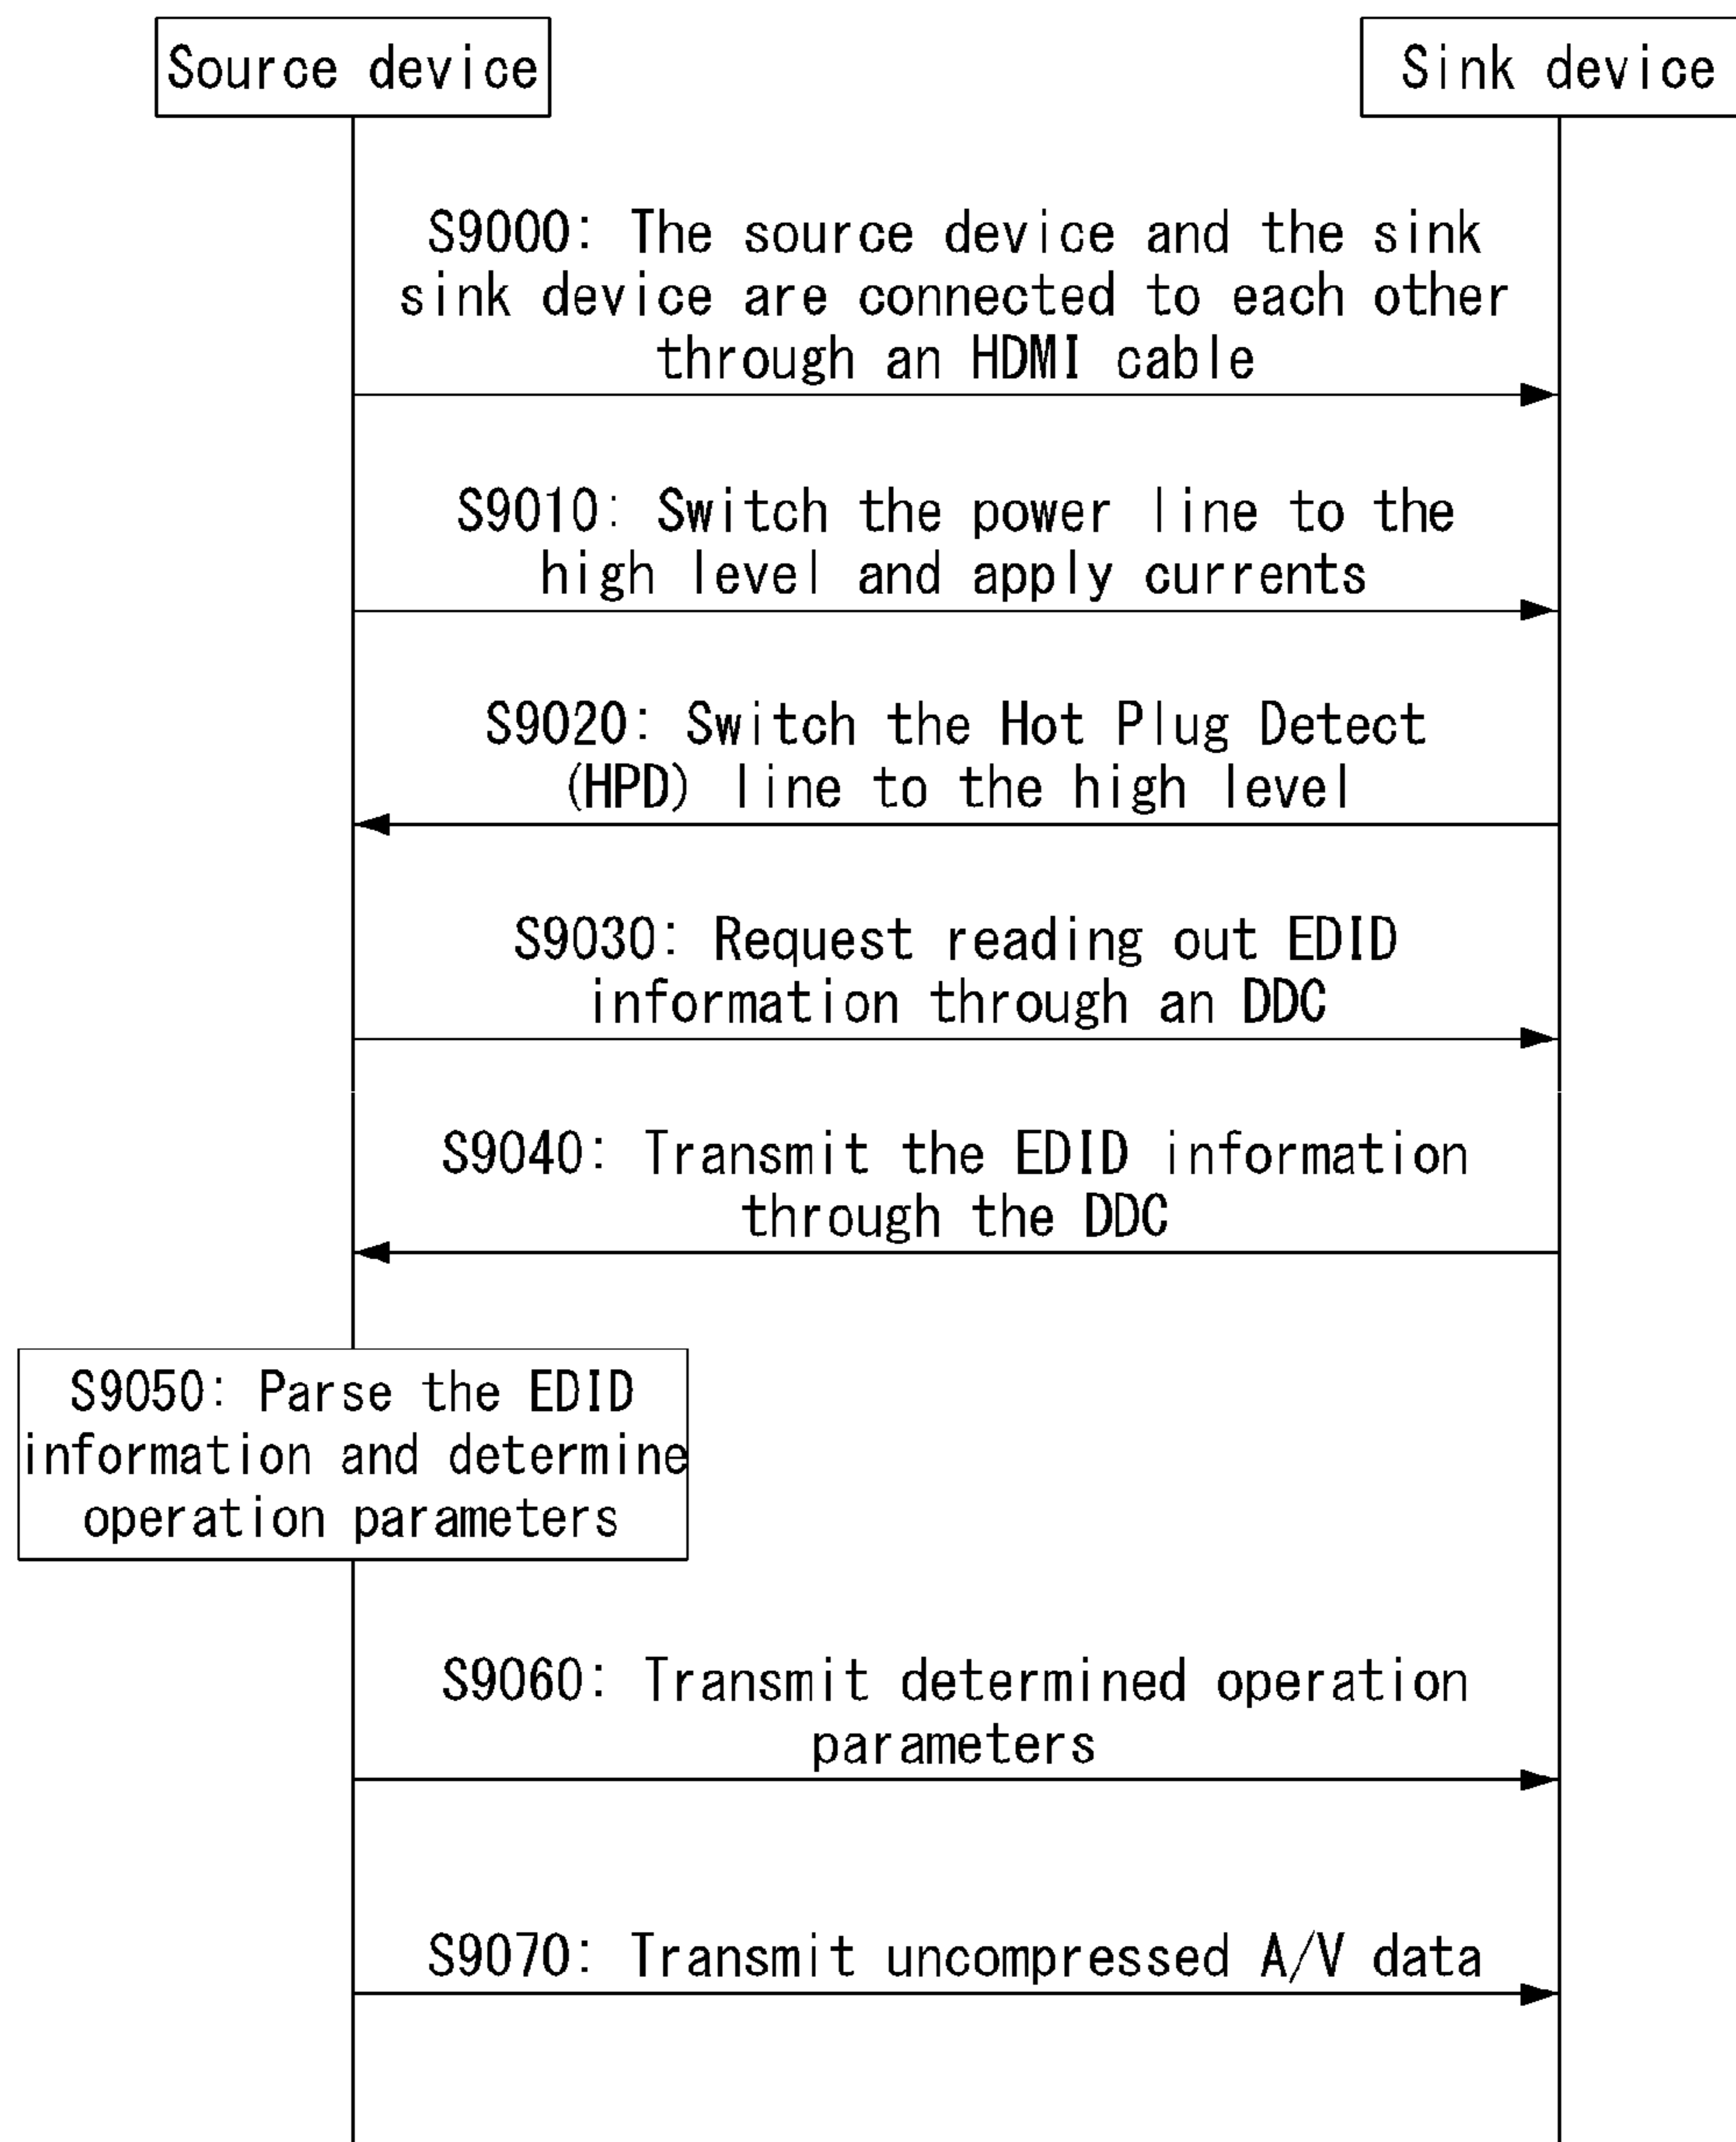 Source device
Sink device
S9000: The source device and the sink
sink device are connected to each other
through an HDMI cable
S9010: Switch the power line to the
high level and apply currents
S9020: Switch the Hot Plug Detect
(HPD) line to the high level
S9030: Request reading out EDID
information through an DDC
S9040: Transmit the EDID information
through the DDC
S9050: Parse the EDID
information and determine
operation parameters
S9060: Transmit determined operation
parameters
S9070: Transmit uncompressed A/V data